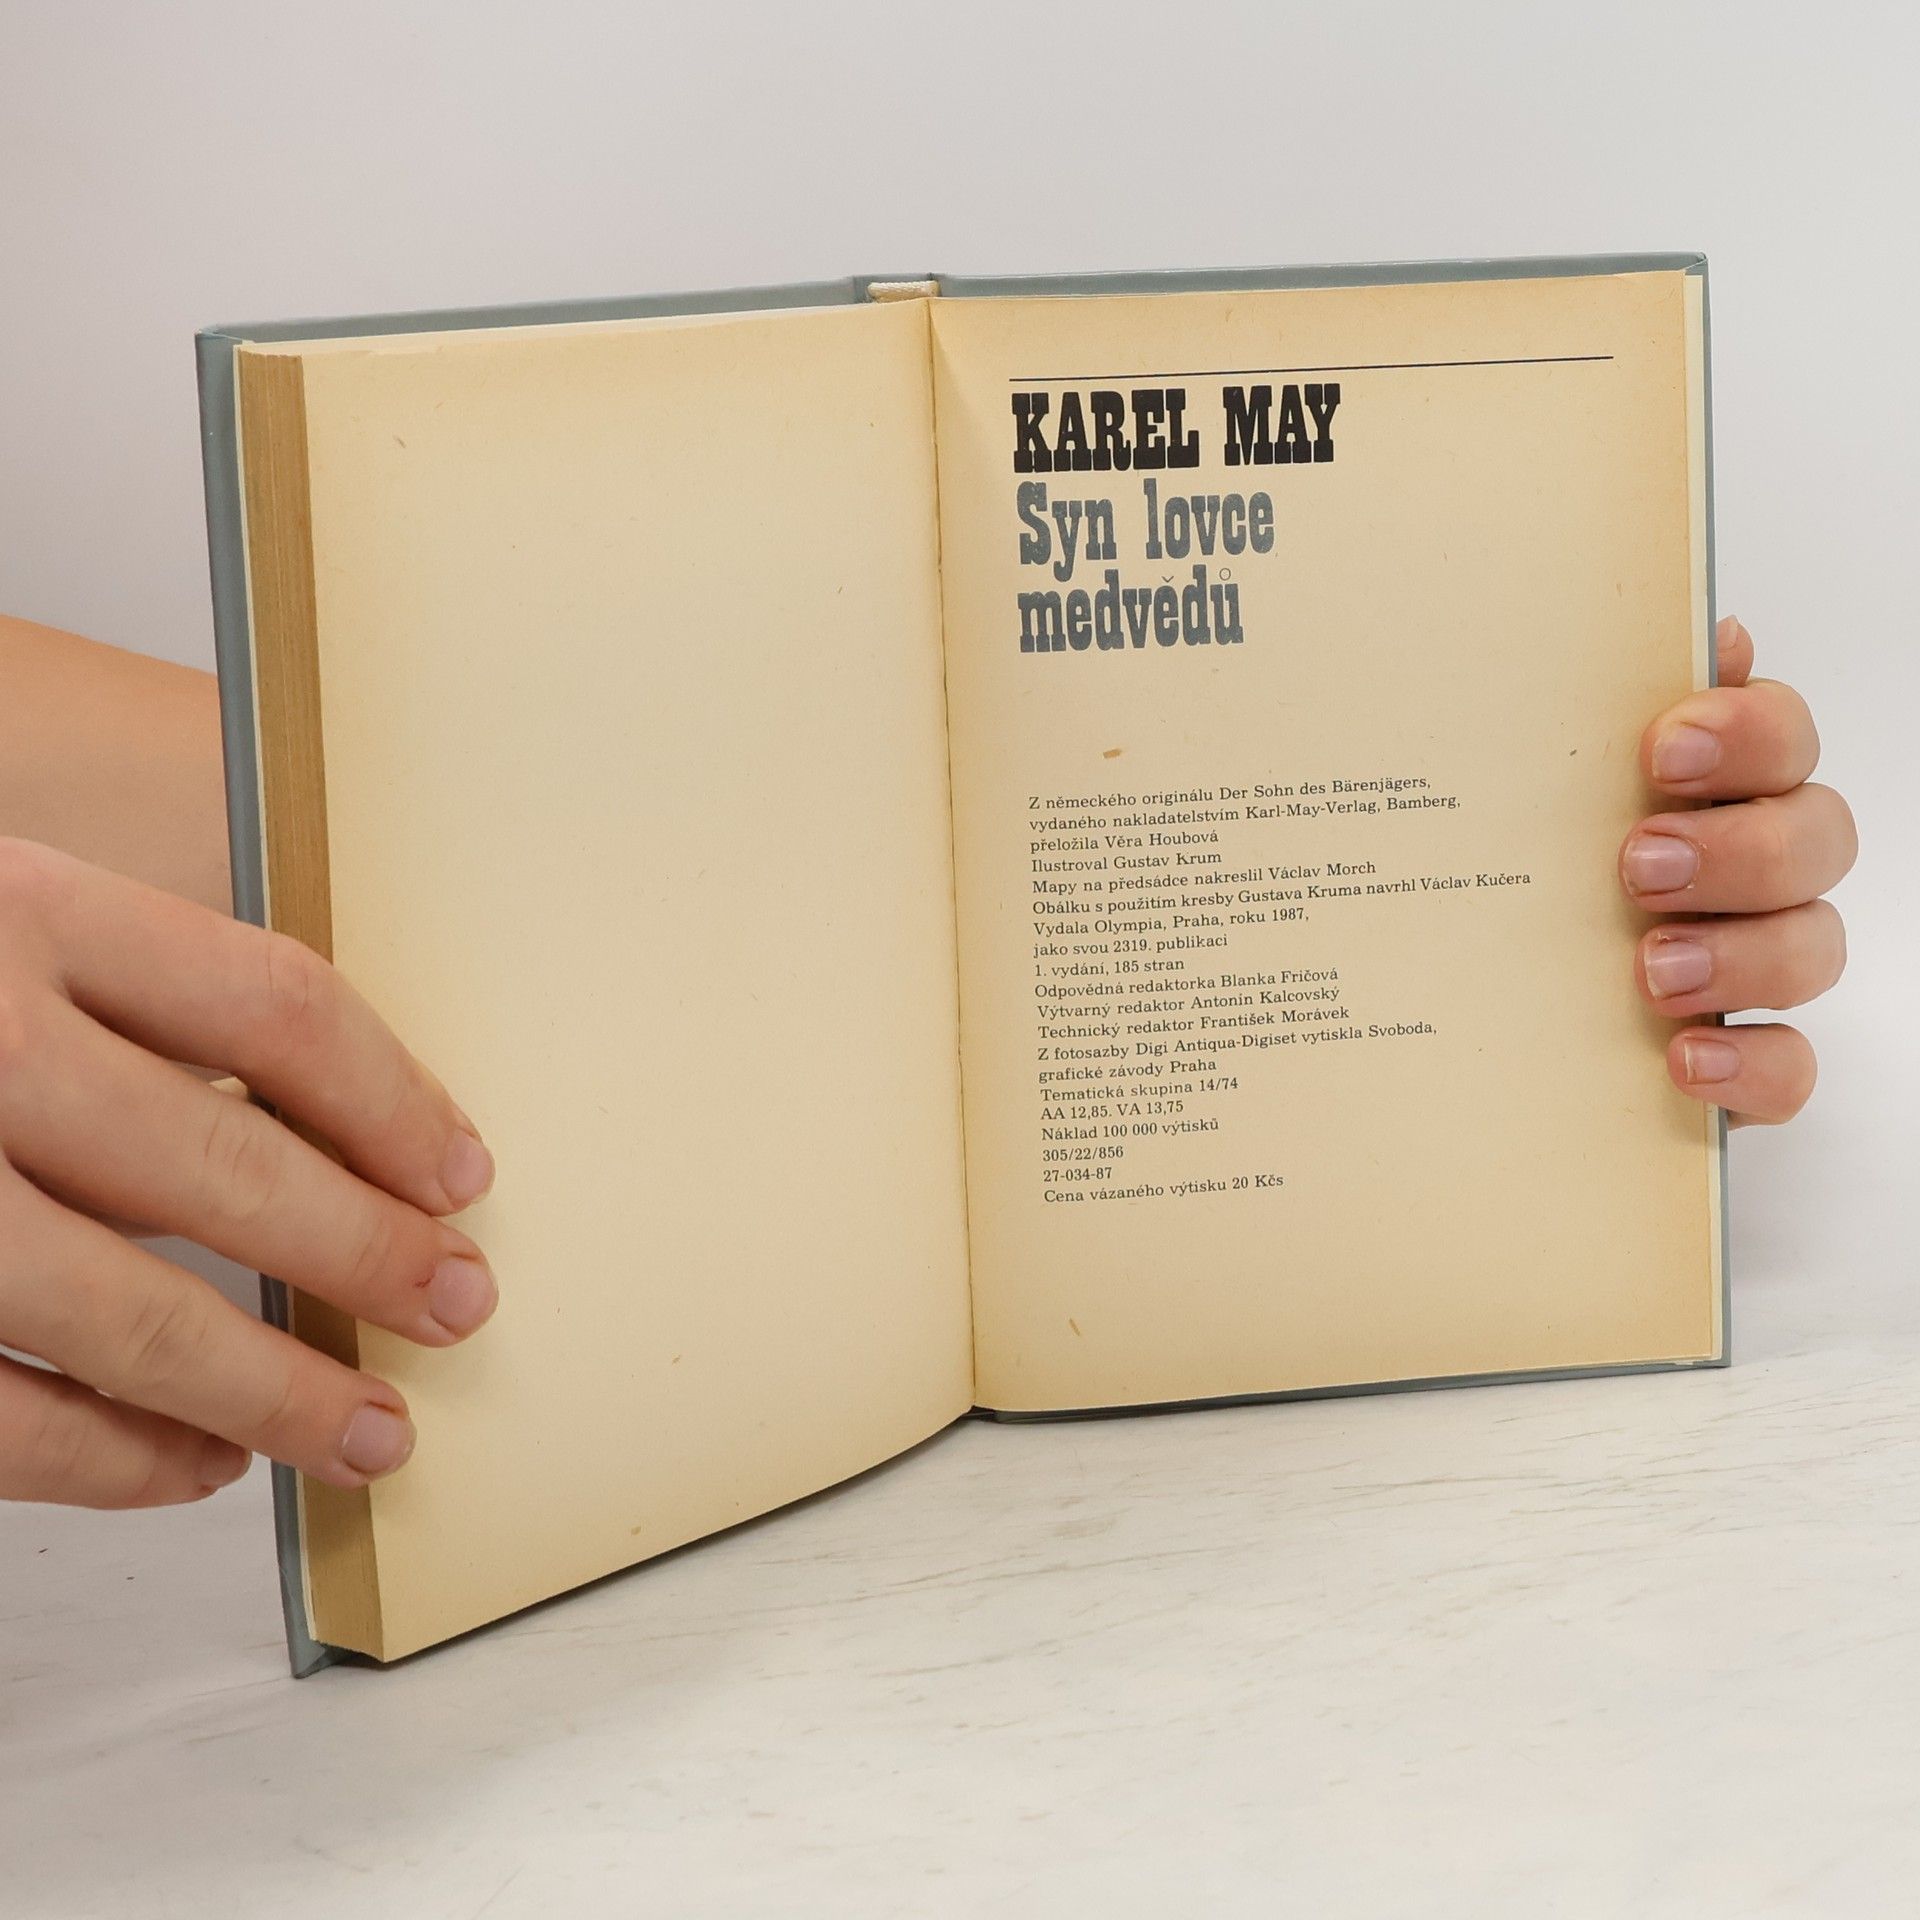 KAREL MAY
Syn lovce
medvědů
Z německého originálu Der Sohn des Bärenjägers,
vydaného nakladatelstvím Karl-May-Verlag, Bamberg,
přeložila Věra Houbová
Ilustroval Gustav Krum
Mapy na předsádce nakreslil Václav Morch
Obálku s použitím kresby Gustava Kruma navrhl Václav Kučera
Vydala Olympia, Praha, roku 1987,
jako svou 2319. publikaci
1. vydání, 185 stran
Odpovědná redaktorka Blanka Fričová
Výtvarný redaktor Antonín Kalcovský
Technický redaktor František Morávek
Z fotosazby Digi Antiqua-Digiset vytiskla Svoboda,
grafické závody Praha
Tematická skupina 14/74
AA 12,85. VA 13,75
Náklad 100 000 výtisků
305/22/856
27-034-87
Cena vázaného výtisku 20 Kčs